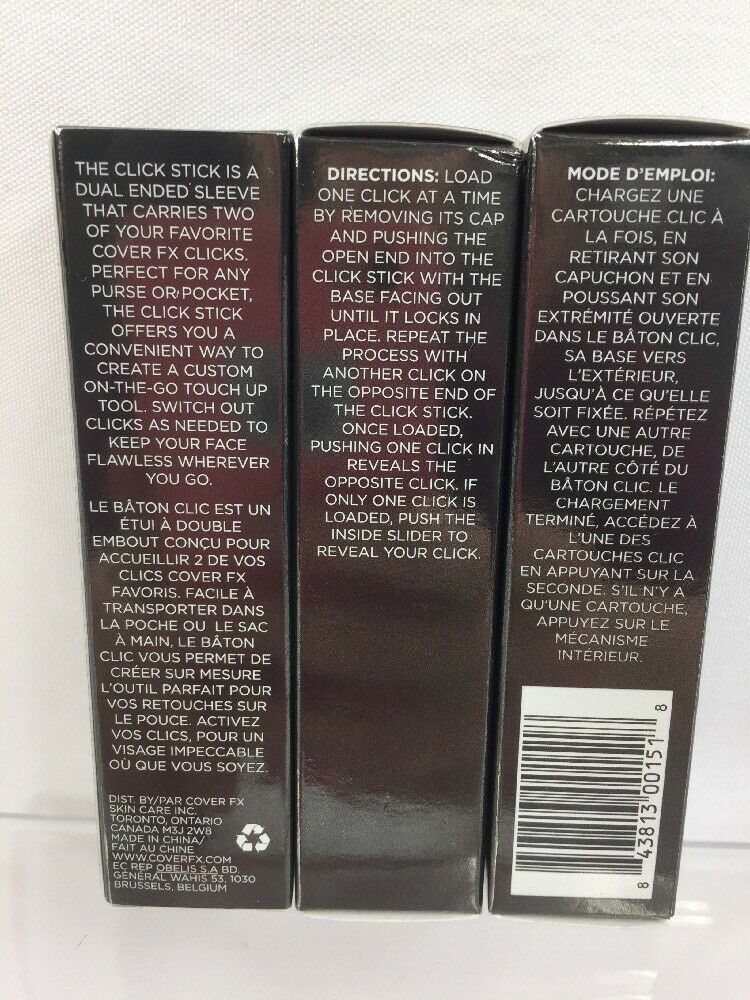 THE CLICK STICK IS A
DUAL ENDED SLEEVE
THAT CARRIES TWO
OF YOUR FAVORITE
COVER FX CLICKS.
PERFECT FOR ANY
PURSE OR POCKET,
THE CLICK STICK
OFFERS YOU A
CONVENIENT WAY TO
CREATE A CUSTOM
ON-THE-GO TOUCH UP
TOOL. SWITCH OUT
CLICKS AS NEEDED TO
KEEP YOUR FACE
FLAWLESS WHEREVER
YOU GO.
LE BÂTON CLIC EST UN
ÉTUI À DOUBLE
EMBOUT CONÇU POUR
ACCUEILLIR 2 DE VOS
CLICS COVER FX
FAVORIS. FACILE À
TRANSPORTER DANS
LA POCHE OU LE SAC
À MAIN, LE BÂTON
CLIC VOUS PERMET DE
CRÉER SUR MESURE
L'OUTIL PARFAIT POUR
VOS RETOUCHES SUR
LE POUCE. ACTIVEZ
VOS CLICS, POUR UN
VISAGE IMPECCABLE
OÙ QUE VOUS SOYEZ.
DIST. BY/PAR COVER FX
SKIN CARE INC.
TORONTO, ONTARIO
CANADA M3J 2W8
MADE IN CHINA/
FAIT AU CHINE
WWW.COVERFX.COM
EC REP OBELIS S.A BD.
GÉNÉRAL WAHIS 53, 1030
BRUSSELS, BELGIUM
DIRECTIONS: LOAD
ONE CLICK AT A TIME
BY REMOVING ITS CAP
AND PUSHING THE
OPEN END INTO THE
CLICK STICK WITH THE
BASE FACING OUT
UNTIL IT LOCKS IN
PLACE. REPEAT THE
PROCESS WITH
ANOTHER CLICK ON
THE OPPOSITE END OF
THE CLICK STICK.
ONCE LOADED,
PUSHING ONE CLICK IN
REVEALS THE
OPPOSITE CLICK. IF
ONLY ONE CLICK IS
LOADED, PUSH THE
INSIDE SLIDER TO
REVEAL YOUR CLICK.
MODE D'EMPLOI:
CHARGEZ UNE
CARTOUCHE CLIC À
LA FOIS, EN
RETIRANT SON
CAPUCHON ET EN
POUSSANT SON
EXTRÉMITÉ OUVERTE
DANS LE BÂTON CLIC,
SA BASE VERS
L'EXTÉRIEUR,
JUSQU'À CE QU'ELLE
SOIT FIXÉE. RÉPÉTEZ
AVEC UNE AUTRE
CARTOUCHE, DE
L'AUTRE CÔTÉ DU
BÂTON CLIC. LE
CHARGEMENT
TERMINÉ, ACCÉDEZ À
L'UNE DES
CARTOUCHES CLIC
EN APPUYANT SUR LA
SECONDE. S'IL N'Y A
QU'UNE CARTOUCHE,
APPUYEZ SUR LE
MÉCANISME
INTÉRIEUR.
8 43813 00151 8